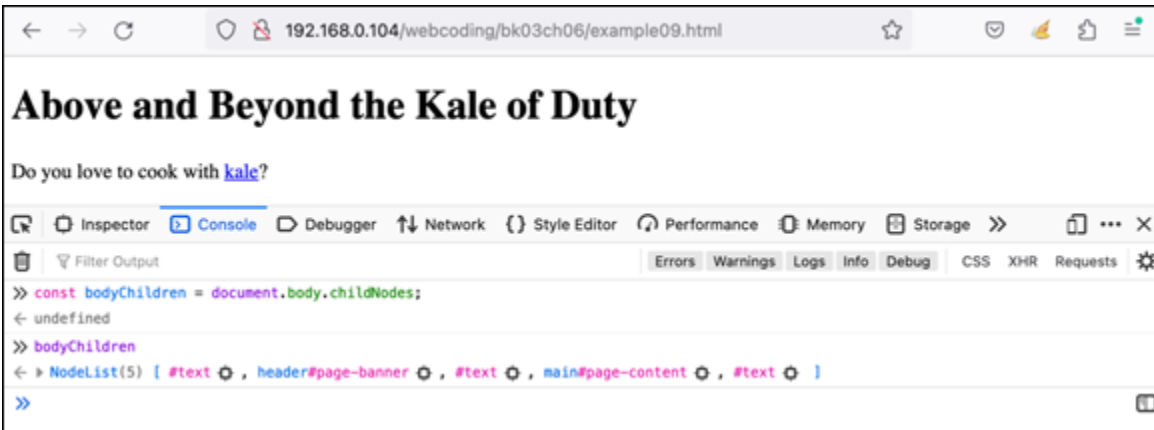 192.168.0.104/webcoding/bk03ch06/example09.html
Above and Beyond the Kale of Duty
Do you love to cook with kale?
Inspector Console Debugger Network {} Style Editor Performance Memory Storage
Filter Output Errors Warnings Logs Info Debug CSS XHR Requests
>> const bodyChildren = document.body.childNodes;
← undefined
>> bodyChildren
← ▸ NodeList(5) [ #text , header#page-banner , #text , main#page-content , #text ]
>>